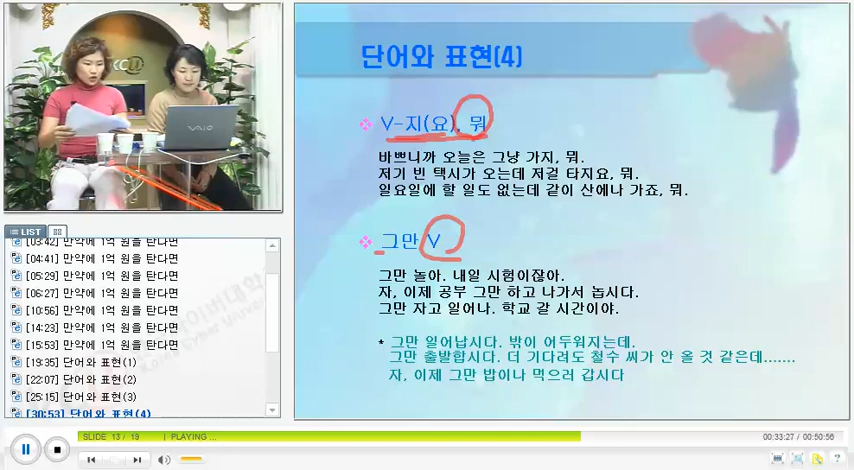 KCU
VAIO
단어와 표현(4)
V-지(요), 뭐
바쁘니까 오늘은 그냥 가지, 뭐.
저기 빈 택시가 오는데 저걸 타지요, 뭐.
일요일에 할 일도 없는데 같이 산에나 가죠, 뭐.
그만 V
그만 놀아. 내일 시험이잖아.
자, 이제 공부 그만 하고 나가서 놉시다.
그만 자고 일어나. 학교 갈 시간이야.
* 그만 일어납시다. 밖이 어두워지는데.
그만 출발합시다. 더 기다려도 철수 씨가 안 올 것 같은데.......
자, 이제 그만 밥이나 먹으러 갑시다
LIST
[03:42] 만약에 1억 원을 탄다면
[04:41] 만약에 1억 원을 탄다면
[05:29] 만약에 1억 원을 탄다면
[06:27] 만약에 1억 원을 탄다면
[10:56] 만약에 1억 원을 탄다면
[14:23] 만약에 1억 원을 탄다면
[15:53] 만약에 1억 원을 탄다면
[19:35] 단어와 표현(1)
[22:07] 단어와 표현(2)
[25:15] 단어와 표현(3)
[30:53] 단어와 표현(4)
SLIDE 13 / 19 | PLAYING ...
00:33:27 / 00:50:56